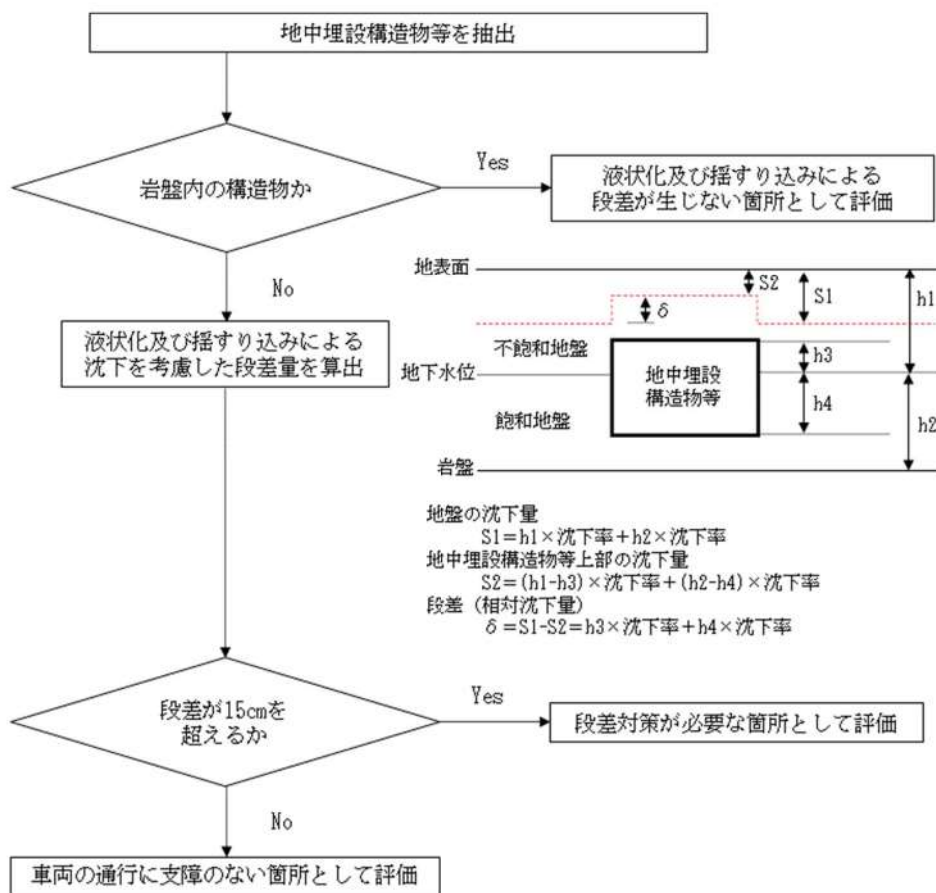 地中埋設構造物等を抽出
岩盤内の構造物か
Yes
液状化及び揺すり込みによる
段差が生じない箇所として評価
No
液状化及び揺すり込みによる
沈下を考慮した段差量を算出
地表面
S2
S1
h1
δ
不飽和地盤
h3
地下水位
地中埋設
構造物等
h4
飽和地盤
h2
岩盤
地盤の沈下量
S1=h1×沈下率+h2×沈下率
地中埋設構造物等上部の沈下量
S2=(h1-h3)×沈下率+(h2-h4)×沈下率
段差(相対沈下量)
δ=S1-S2=h3×沈下率+h4×沈下率
段差が15cmを
超えるか
Yes
段差対策が必要な箇所として評価
No
車両の通行に支障のない箇所として評価